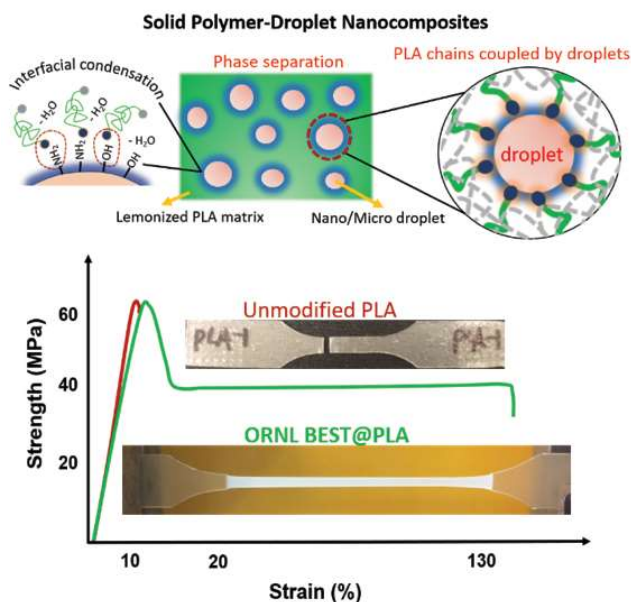 Solid Polymer-Droplet Nanocomposites
Interfacial condensation
Phase separation
PLA chains coupled by droplets
- H₂O
- H₂O
- H₂O
NH₂
NH₂
OH
OH
droplet
Lemonized PLA matrix
Nano/Micro droplet
Strength (MPa)
60
40
20
Unmodified PLA
PLA-1
PLA-1
ORNL BEST@PLA
10
20
130
Strain (%)